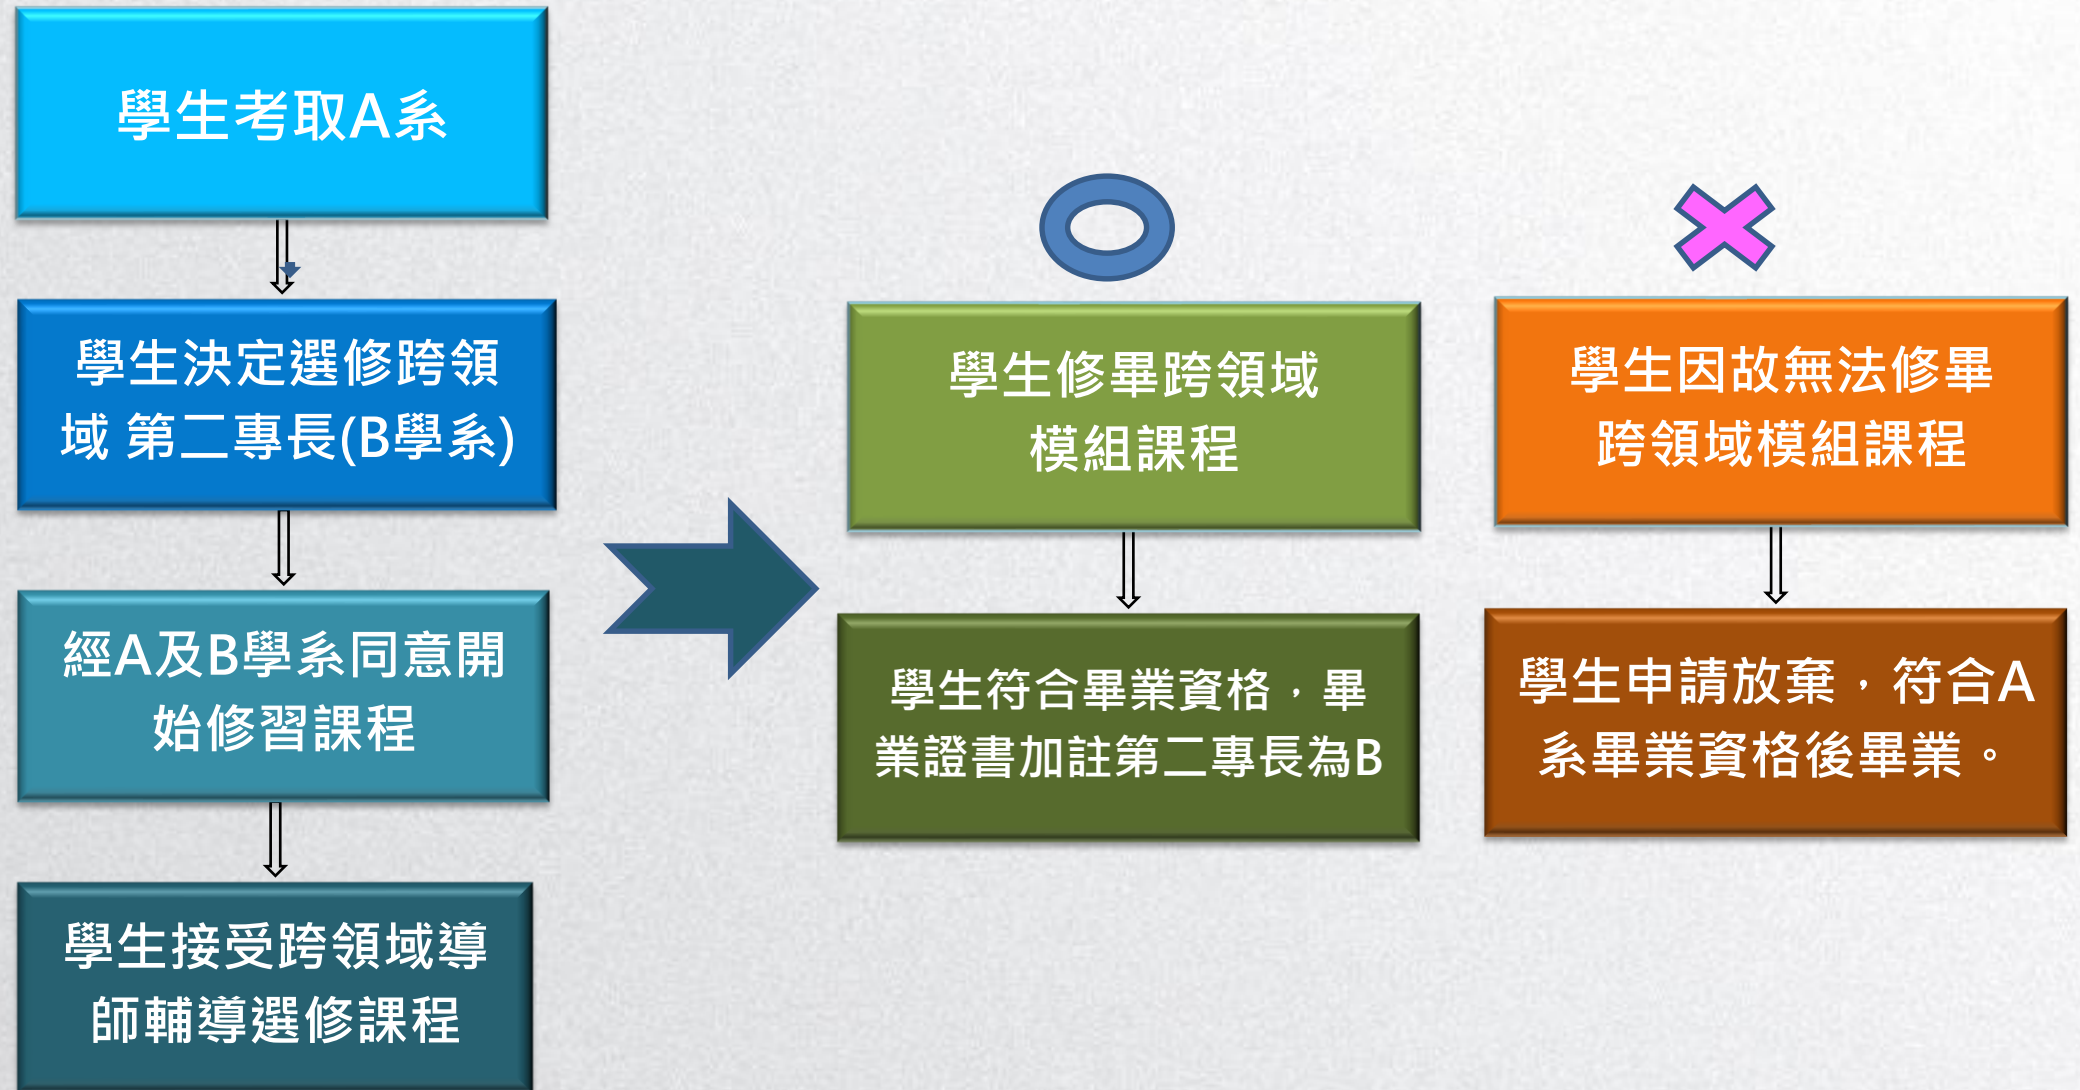 學生考取A系
學生決定選修跨領
域 第二專長(B學系)
經A及B學系同意開
始修習課程
學生接受跨領域導
師輔導選修課程
學生修畢跨領域
模組課程
學生符合畢業資格，畢
業證書加註第二專長為B
學生因故無法修畢
跨領域模組課程
學生申請放棄，符合A
系畢業資格後畢業。